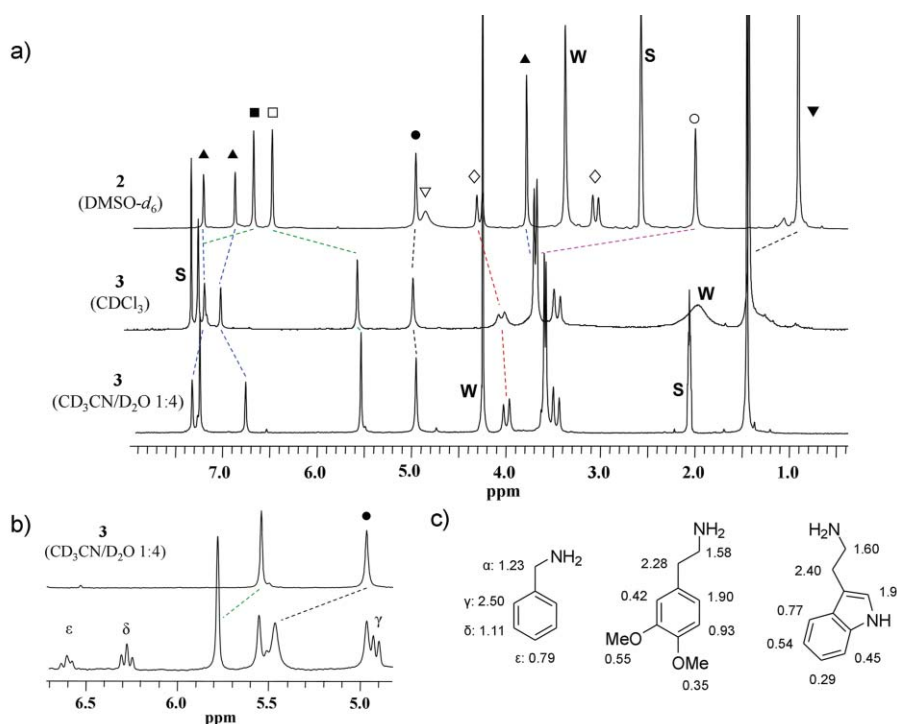 a)
W
S
2
(DMSO-d6)
S
3
(CDCl3)
W
3
(CD3CN/D2O 1:4)
W
S
7.0
6.0
5.0
4.0
3.0
2.0
1.0
ppm
b)
3
(CD3CN/D2O 1:4)
ε
δ
γ
6.5
6.0
5.5
5.0
ppm
c)
NH2
α: 1.23
γ: 2.50
δ: 1.11
ε: 0.79
NH2
2.28
1.58
0.42
1.90
0.93
MeO
OMe
0.55
0.35
H2N
1.60
2.40
1.9
0.77
NH
0.54
0.45
0.29